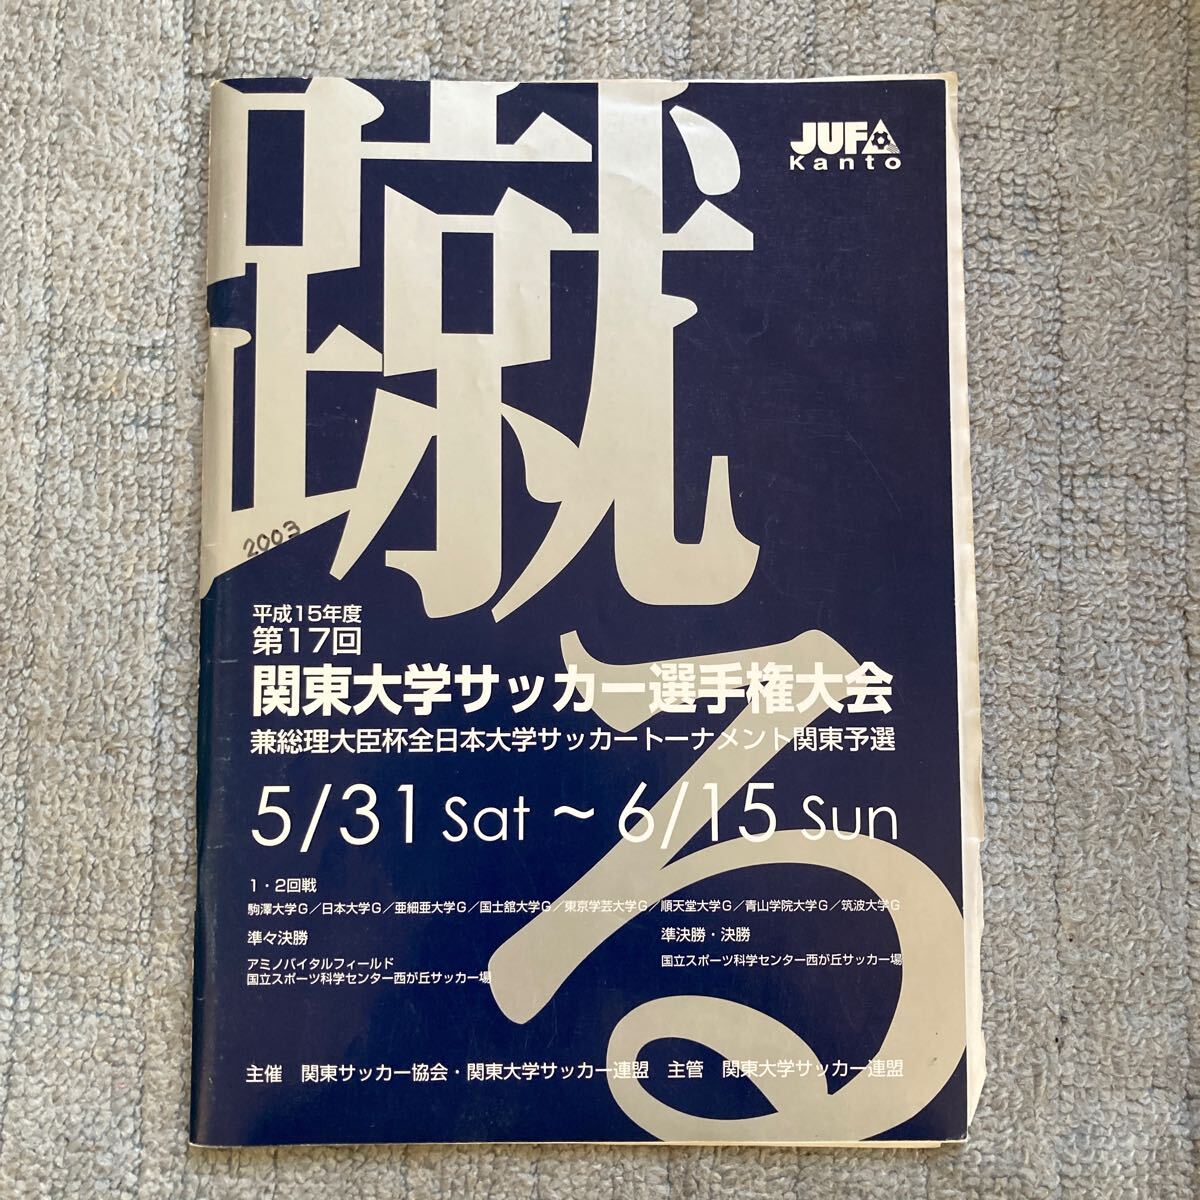 蹴る
JUFA
Kanto
2003
平成15年度
第17回
関東大学サッカー選手権大会
兼総理大臣杯全日本大学サッカートーナメント関東予選
5/31 Sat ~ 6/15 Sun
1・2回戦
駒澤大学G／日本大学G／亜細亜大学G／国士舘大学G／東京学芸大学G／順天堂大学G／青山学院大学G／筑波大学G
準々決勝
アミノバイタルフィールド
国立スポーツ科学センター西が丘サッカー場
準決勝・決勝
国立スポーツ科学センター西が丘サッカー場
主催　関東サッカー協会・関東大学サッカー連盟　主管　関東大学サッカー連盟